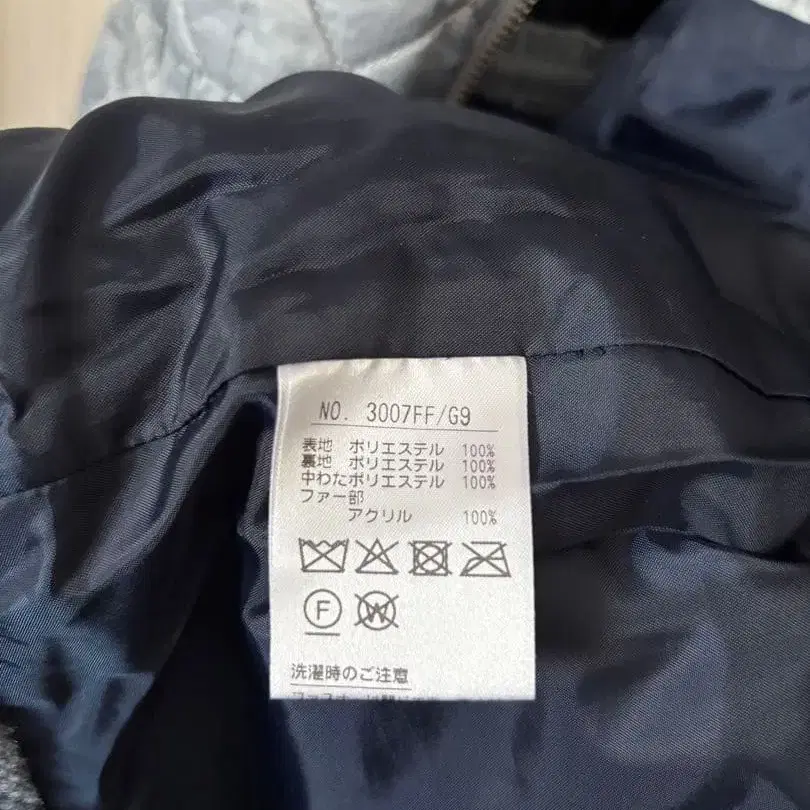 NO. 3007FF/G9
表地 ポリエステル 100%
裏地 ポリエステル 100%
中わたポリエステル 100%
ファー部
アクリル 100%
F
W
洗濯時のご注意